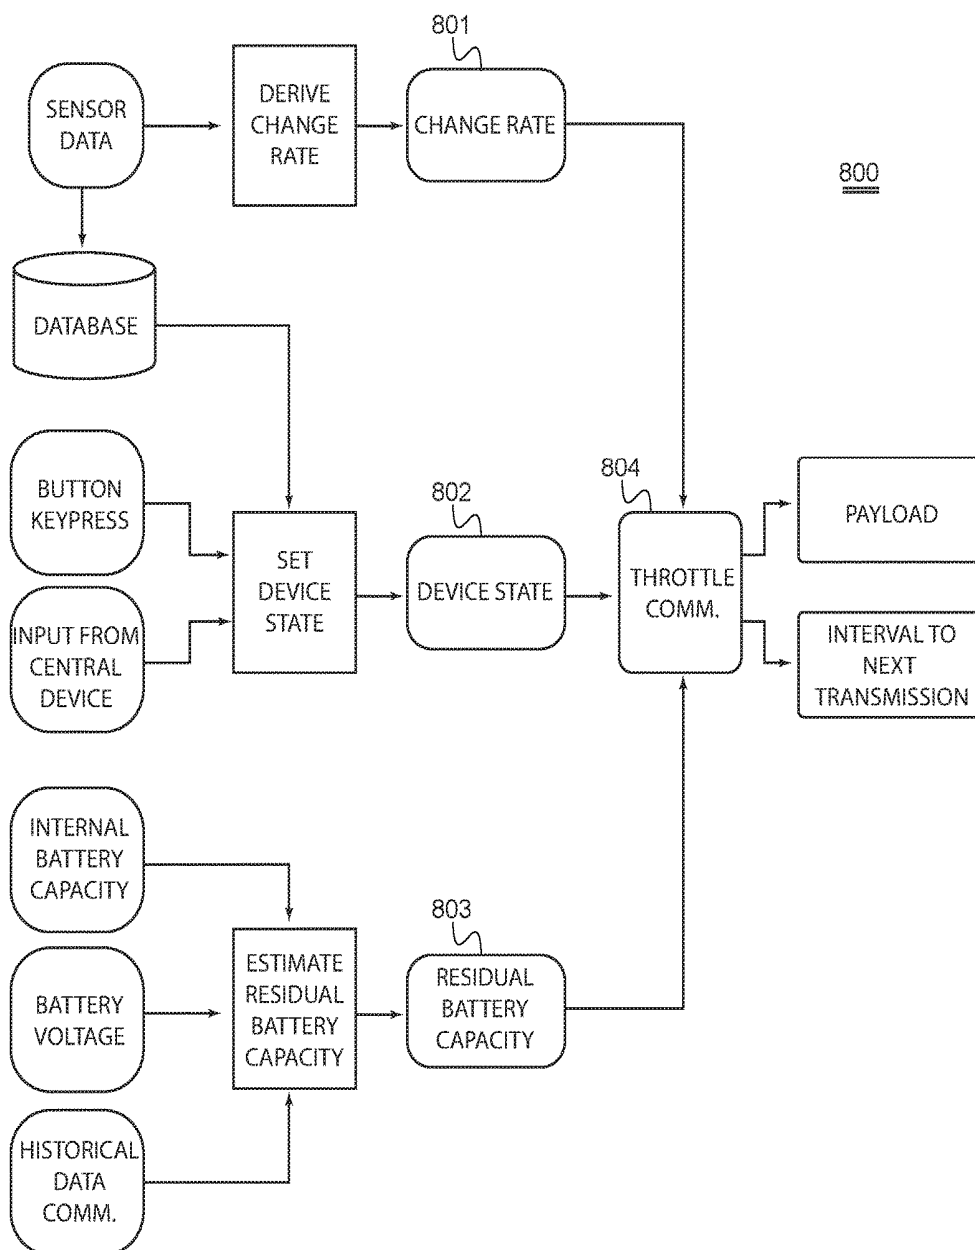 801
SENSOR
DATA
DERIVE
CHANGE
RATE
CHANGE RATE
800
DATABASE
BUTTON
KEYPRESS
INPUT FROM
CENTRAL
DEVICE
SET
DEVICE
STATE
802
DEVICE STATE
804
THROTTLE
COMM.
PAYLOAD
INTERVAL TO
NEXT
TRANSMISSION
INTERNAL
BATTERY
CAPACITY
BATTERY
VOLTAGE
HISTORICAL
DATA
COMM.
ESTIMATE
RESIDUAL
BATTERY
CAPACITY
803
RESIDUAL
BATTERY
CAPACITY